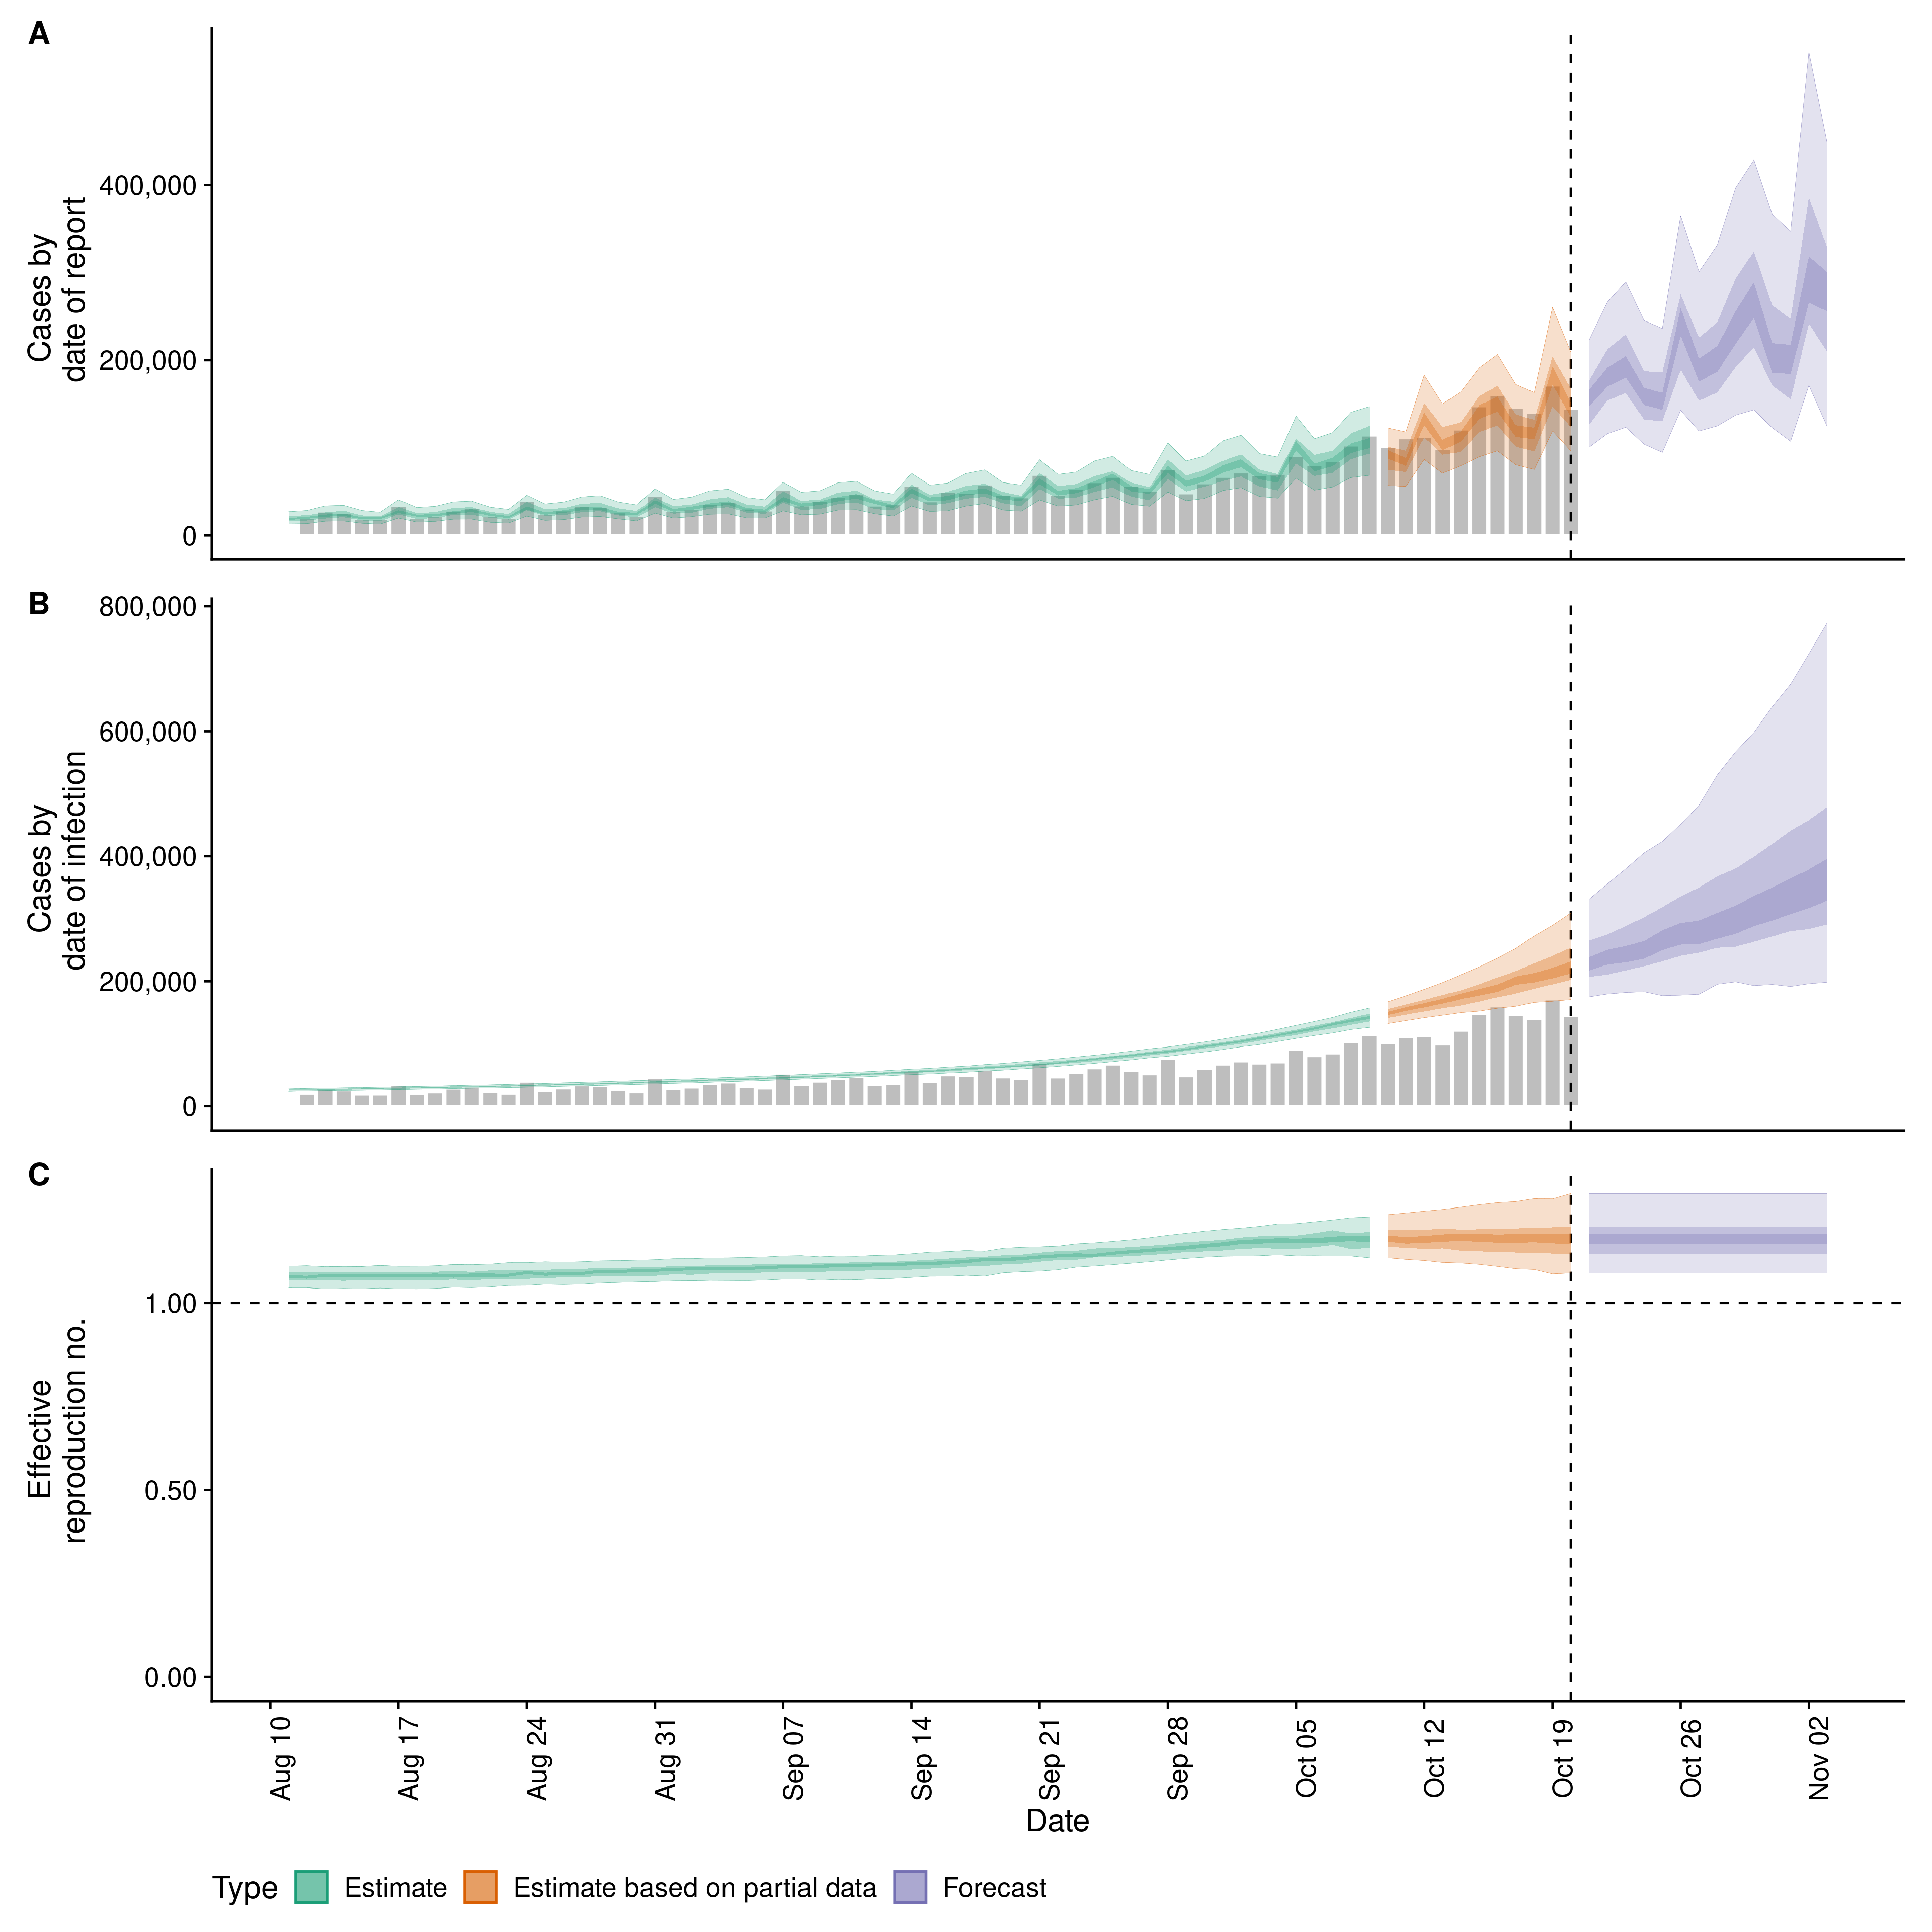 A
Cases by
date of report
400,000
200,000
0
B
Cases by
date of infection
800,000
600,000
400,000
200,000
0
C
Effective
reproduction no.
1.00
0.50
0.00
Aug 10
Aug 17
Aug 24
Aug 31
Sep 07
Sep 14
Sep 21
Sep 28
Oct 05
Oct 12
Oct 19
Oct 26
Nov 02
Date
Type
Estimate
Estimate based on partial data
Forecast